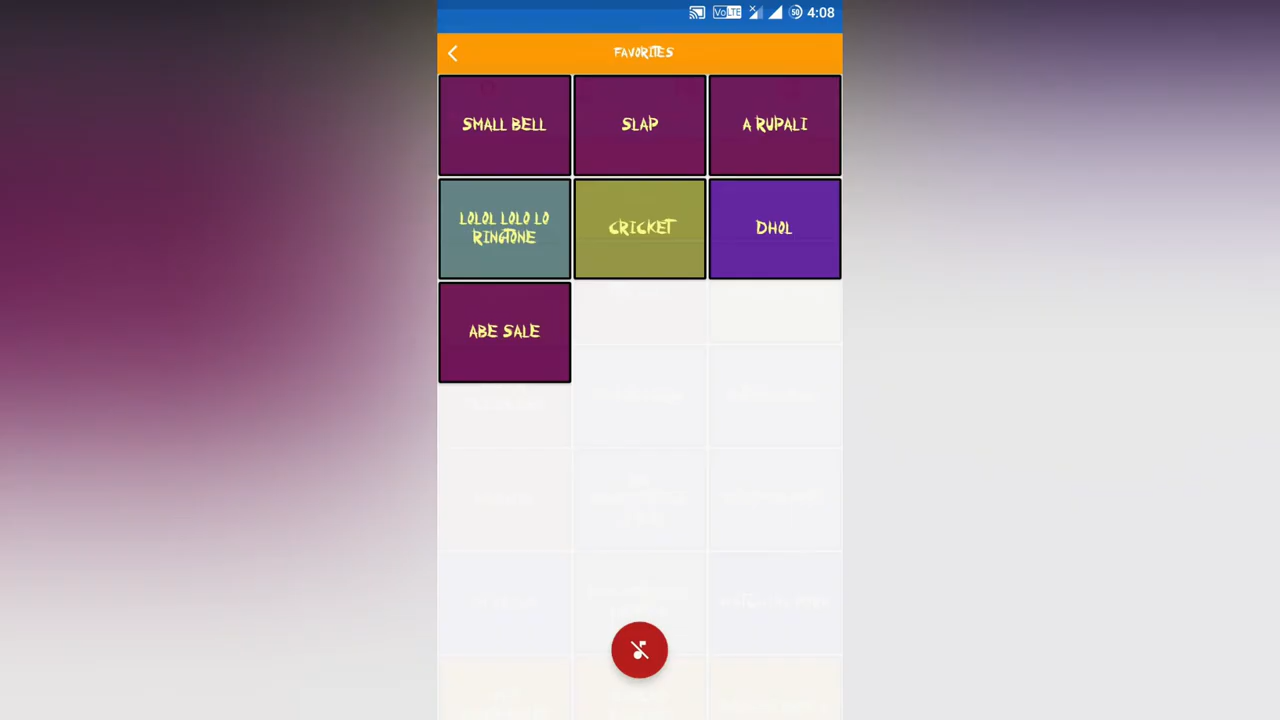 VoLTE 50 4:08
FAVORITES
SMALL BELL
SLAP
A RUPALI
LOLOL LOLO LO
RINGTONE
CRICKET
DHOL
ABE SALE